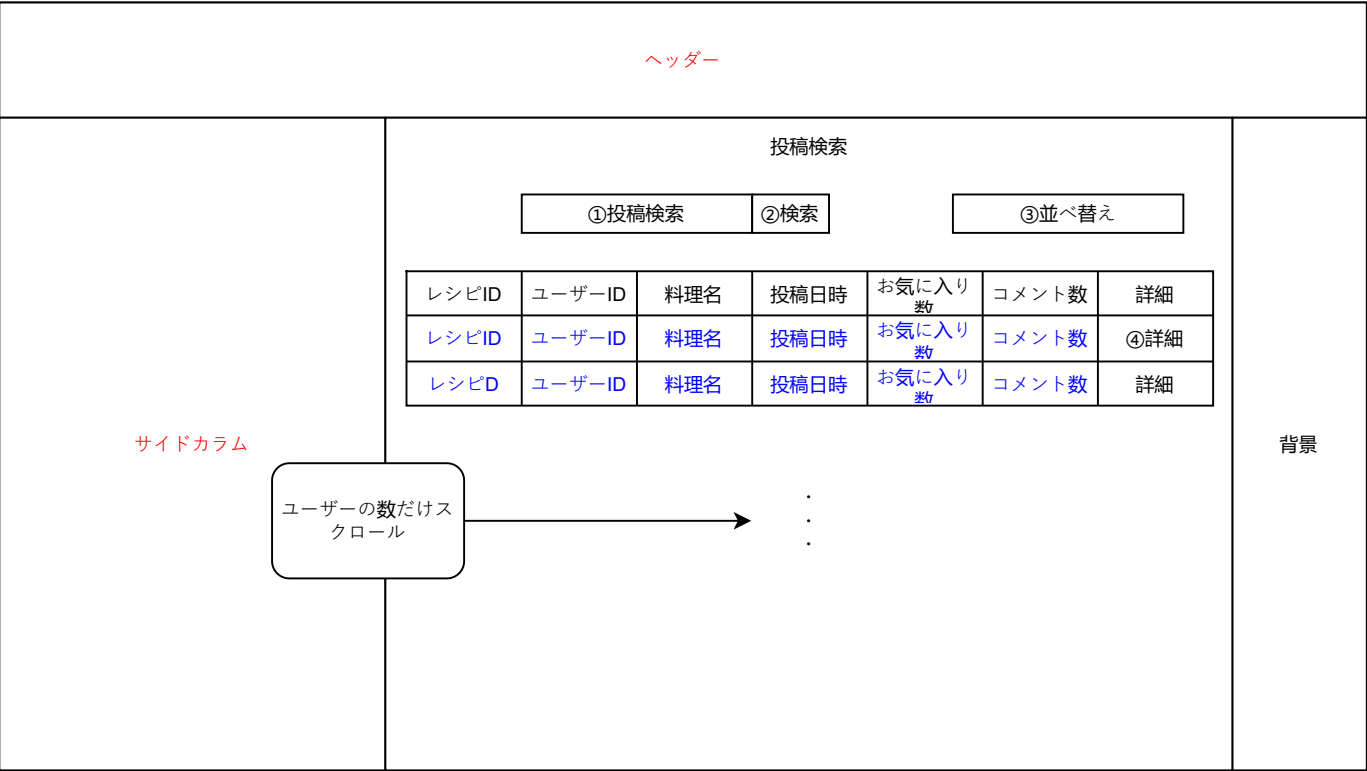 ヘッダー
投稿検索
①投稿検索 ②検索 ③並べ替え
レシピID ユーザーID 料理名 投稿日時 お気に入り数 コメント数 詳細
レシピID ユーザーID 料理名 投稿日時 お気に入り数 コメント数 ④詳細
レシピD ユーザーID 料理名 投稿日時 お気に入り数 コメント数 詳細
サイドカラム
背景
ユーザーの数だけス
クロール
.
.
.